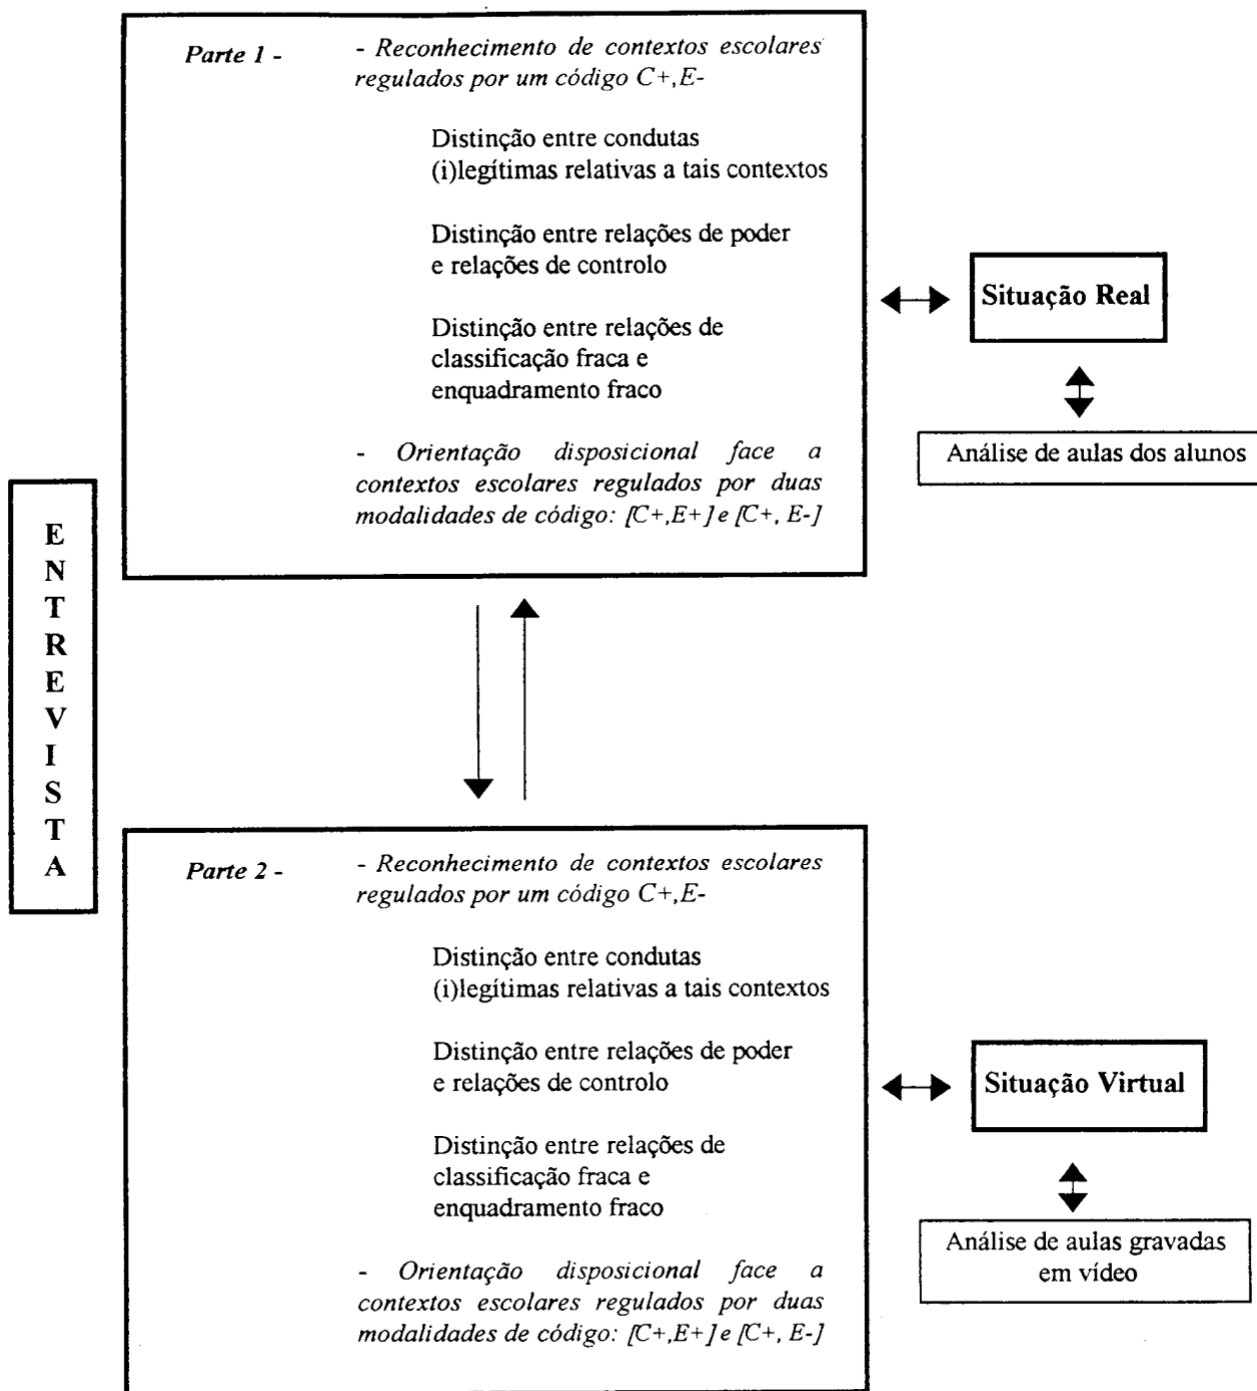 Parte 1 -
- Reconhecimento de contextos escolares
regulados por um código C+,E-
Distinção entre condutas
(i)legítimas relativas a tais contextos
Distinção entre relações de poder
e relações de controlo
Distinção entre relações de
classificação fraca e
enquadramento fraco
- Orientação disposicional face a
contextos escolares regulados por duas
modalidades de código: [C+,E+] e [C+, E-]
Situação Real
Análise de aulas dos alunos
E
N
T
R
E
V
I
S
T
A
Parte 2 -
- Reconhecimento de contextos escolares
regulados por um código C+,E-
Distinção entre condutas
(i)legítimas relativas a tais contextos
Distinção entre relações de poder
e relações de controlo
Distinção entre relações de
classificação fraca e
enquadramento fraco
- Orientação disposicional face a
contextos escolares regulados por duas
modalidades de código: [C+,E+] e [C+, E-]
Situação Virtual
Análise de aulas gravadas
em vídeo